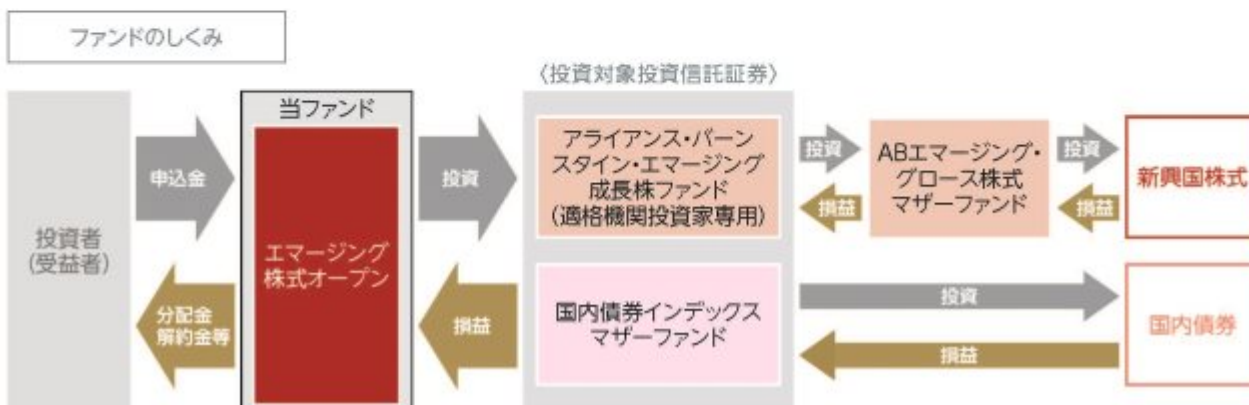 ファンドのしくみ
〈投資対象投資信託証券〉
投資者
(受益者)
申込金
分配金
解約金等
当ファンド
エマージング
株式オープン
投資
損益
アライアンス・バーン
スタイン・エマージング
成長株ファンド
(適格機関投資家専用)
投資
損益
ABエマージング・
グロース株式
マザーファンド
投資
損益
新興国株式
国内債券インデックス
マザーファンド
投資
損益
国内債券